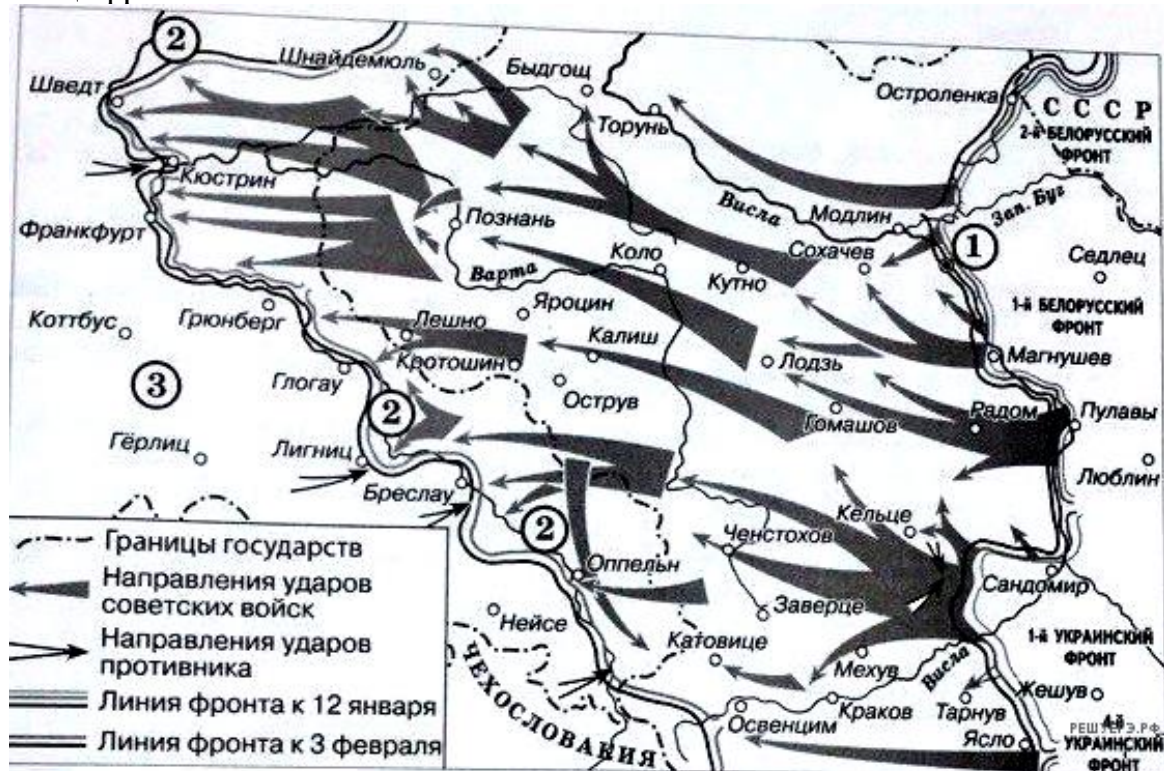 2
Шнайдемюль
Быдгощ
Шведт
Остроленка
С С С Р
2-й БЕЛОРУССКИЙ
ФРОНТ
Торунь
Кюстрин
Висла
Модлин
Зап. Буг
Познань
Франкфурт
Коло
Сохачев
1
Седлец
Варта
Кутно
1-й БЕЛОРУССКИЙ
ФРОНТ
Яроцин
Коттбус
Грюнберг
Лешно
Калиш
Лодзь
Магнушев
Кротошин
Глогау
3
Остров
2
Гомашов
Радом
Пулавы
Гёрлиц
Лигниц
Люблин
Бреслау
Кельце
2
Ченстохов
Границы государств
Оппельн
Сандомир
Направления ударов
советских войск
Заверце
Нейсе
1-й УКРАИНСКИЙ
ФРОНТ
Направления ударов
противника
Катовице
Мехув
Висла
ЧЕХОСЛОВАНИЯ
Жешув
Линия фронта к 12 января
Освенцим
Краков
Тарнув
РЕШУЕГЭ.РФ
4-й
УКРАИНСКИЙ
ФРОНТ
Линия фронта к 3 февраля
Ясло